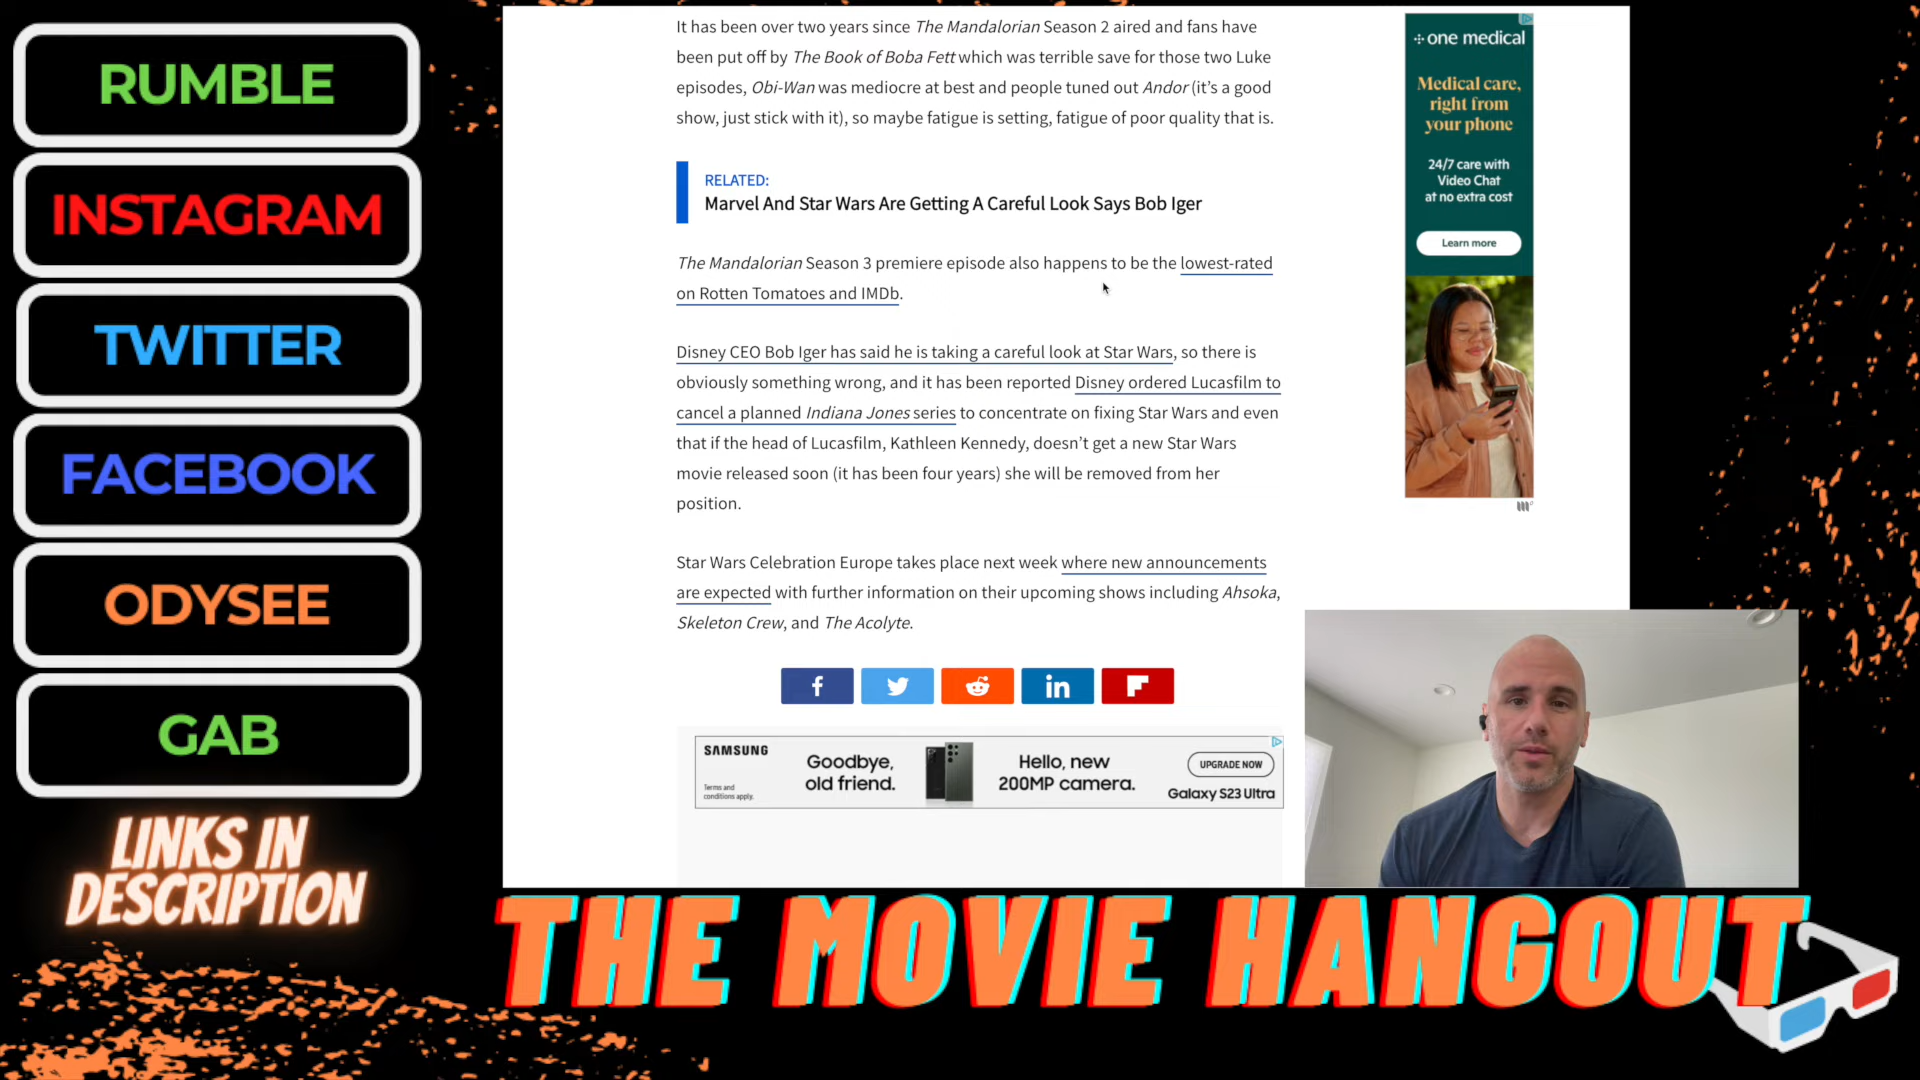 RUMBLE
INSTAGRAM
TWITTER
FACEBOOK
ODYSEE
GAB
LINKS IN
DESCRIPTION
It has been over two years since The Mandalorian Season 2 aired and fans have
been put off by The Book of Boba Fett which was terrible save for those two Luke
episodes, Obi-Wan was mediocre at best and people tuned out Andor (it's a good
show, just stick with it), so maybe fatigue is setting, fatigue of poor quality that is.
RELATED:
Marvel And Star Wars Are Getting A Careful Look Says Bob Iger
The Mandalorian Season 3 premiere episode also happens to be the lowest-rated
on Rotten Tomatoes and IMDb.
Disney CEO Bob Iger has said he is taking a careful look at Star Wars, so there is
obviously something wrong, and it has been reported Disney ordered Lucasfilm to
cancel a planned Indiana Jones series to concentrate on fixing Star Wars and even
that if the head of Lucasfilm, Kathleen Kennedy, doesn't get a new Star Wars
movie released soon (it has been four years) she will be removed from her
position.
Star Wars Celebration Europe takes place next week where new announcements
are expected with further information on their upcoming shows including Ahsoka,
Skeleton Crew, and The Acolyte.
SAMSUNG
Terms and
conditions apply.
Goodbye,
old friend.
Hello, new
200MP camera.
UPGRADE NOW
Galaxy S23 Ultra
one medical
Medical care,
right from
your phone
24/7 care with
Video Chat
at no extra cost
Learn more
THE MOVIE HANGOUT